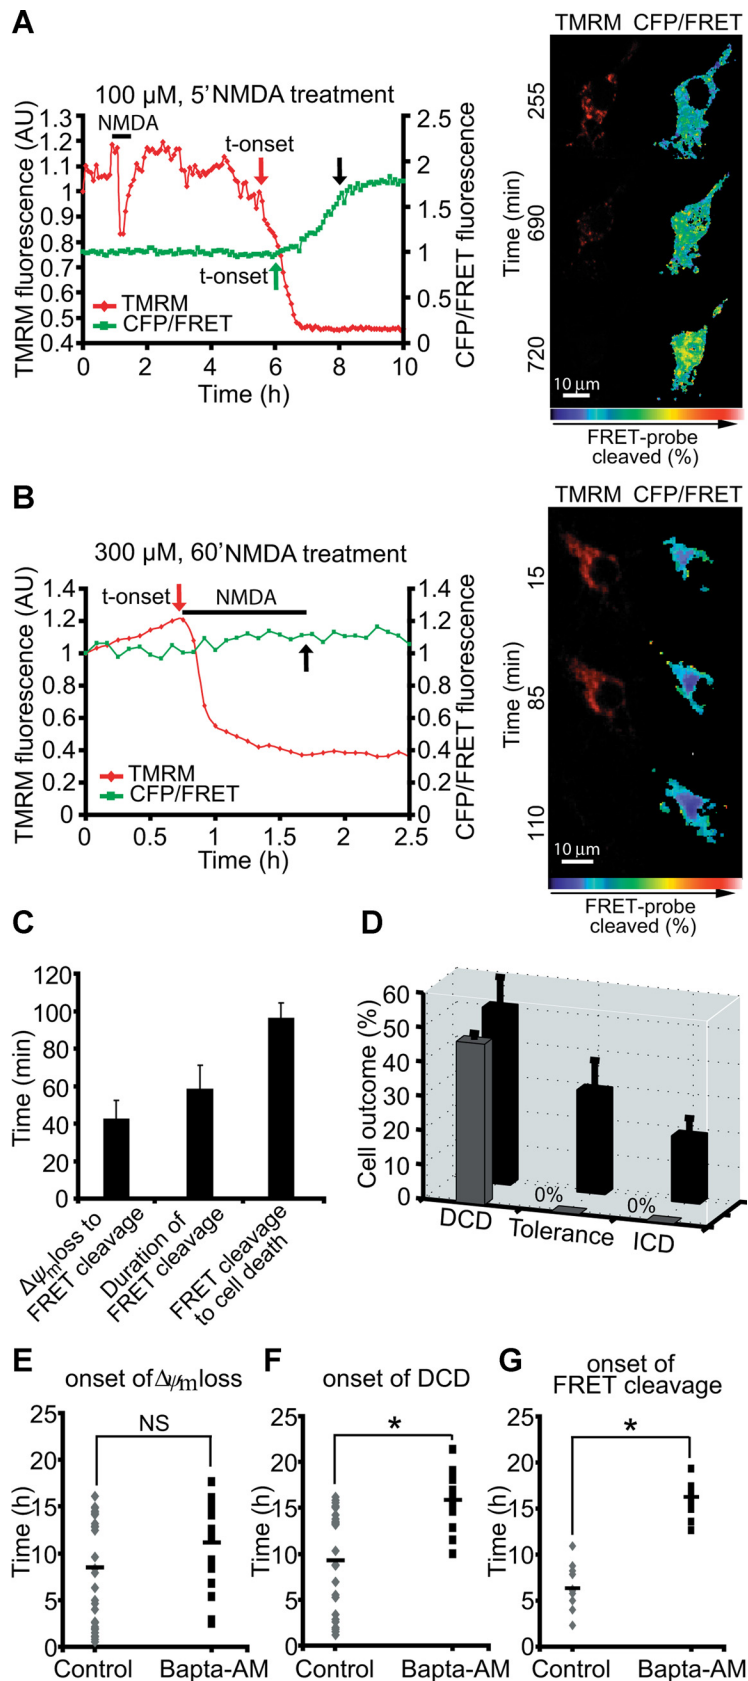 A
100 µM, 5'NMDA treatment
NMDA
t-onset
t-onset
TMRM
CFP/FRET
TMRM fluorescence (AU)
1.3
1.2
1.1
1
0.9
0.8
0.7
0.6
0.5
0.4
CFP/FRET fluorescence
2.5
2
1.5
1
0.5
0
0 2 4 6 8 10
Time (h)
TMRM CFP/FRET
Time (min)
255
690
720
10 µm
FRET-probe
cleaved (%)
B
300 µM, 60'NMDA treatment
t-onset
NMDA
TMRM
CFP/FRET
TMRM fluorescence (AU)
1.4
1.2
1
0.8
0.6
0.4
0.2
0
CFP/FRET fluorescence
1.4
1.2
1
0.8
0.6
0.4
0.2
0
0 0.5 1 1.5 2 2.5
Time (h)
TMRM CFP/FRET
Time (min)
15
85
110
10 µm
FRET-probe
cleaved (%)
C
Time (min)
120
100
80
60
40
20
0
Δψm loss to
FRET cleavage
Duration of
FRET cleavage
FRET cleavage
to cell death
D
Cell outcome (%)
60
50
40
30
20
10
0
0%
0%
DCD Tolerance ICD
E
onset of Δψm loss
NS
Time (h)
25
20
15
10
5
0
Control Bapta-AM
F
onset of DCD
*
Time (h)
25
20
15
10
5
0
Control Bapta-AM
G
onset of
FRET cleavage
*
Time (h)
25
20
15
10
5
0
Control Bapta-AM